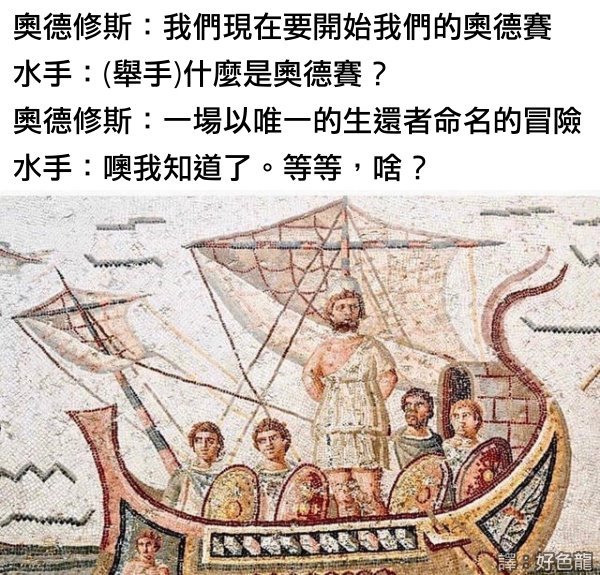 奧德修斯：我們現在要開始我們的奧德賽
水手：(舉手)什麼是奧德賽？
奧德修斯：一場以唯一的生還者命名的冒險
水手：噢我知道了。等等，啥？
譯：好色龍